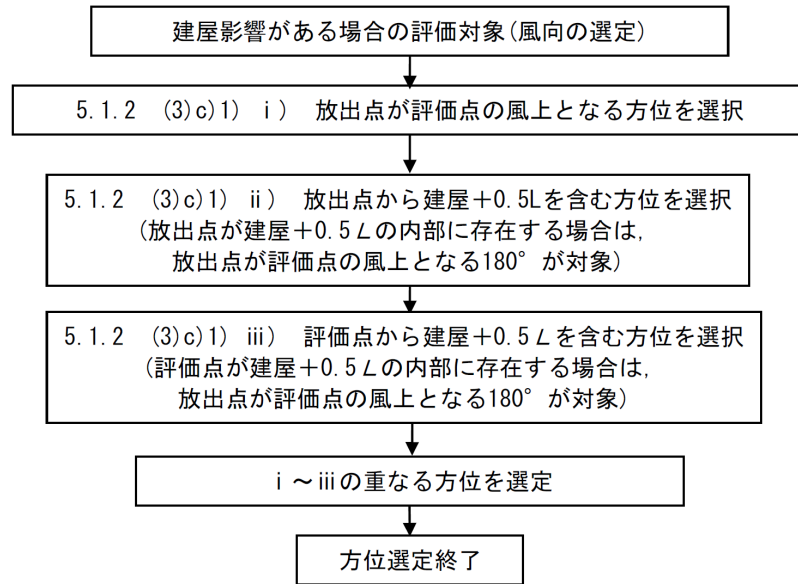 建屋影響がある場合の評価対象(風向の選定)
5.1.2 (3)c)1) ⅰ) 放出点が評価点の風上となる方位を選択
5.1.2 (3)c)1) ⅱ) 放出点から建屋＋0.5Lを含む方位を選択
(放出点が建屋＋0.5Lの内部に存在する場合は,
放出点が評価点の風上となる180°が対象)
5.1.2 (3)c)1) ⅲ) 評価点から建屋＋0.5Lを含む方位を選択
(評価点が建屋＋0.5Lの内部に存在する場合は,
放出点が評価点の風上となる180°が対象)
ⅰ～ⅲの重なる方位を選定
方位選定終了